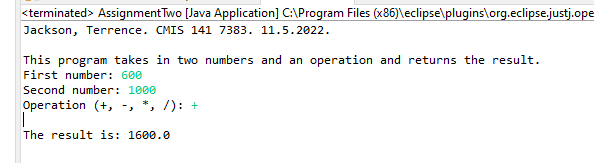 <terminated> AssignmentTwo [Java Application] C:\Program Files (x86)\eclipse\plugins\org.eclipse.justj.ope
Jackson, Terrence. CMIS 141 7383. 11.5.2022.
This program takes in two numbers and an operation and returns the result.
First number: 600
Second number: 1000
Operation (+, -, *, /): +
The result is: 1600.0